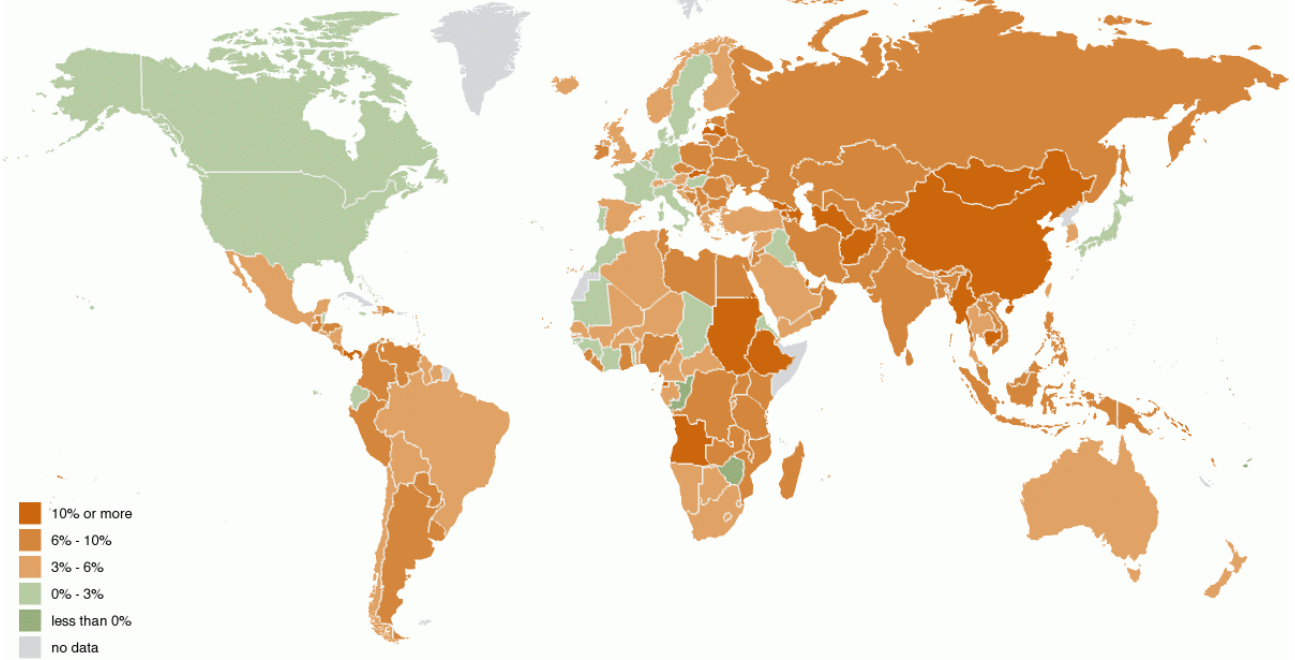 10% or more
6% - 10%
3% - 6%
0% - 3%
less than 0%
no data